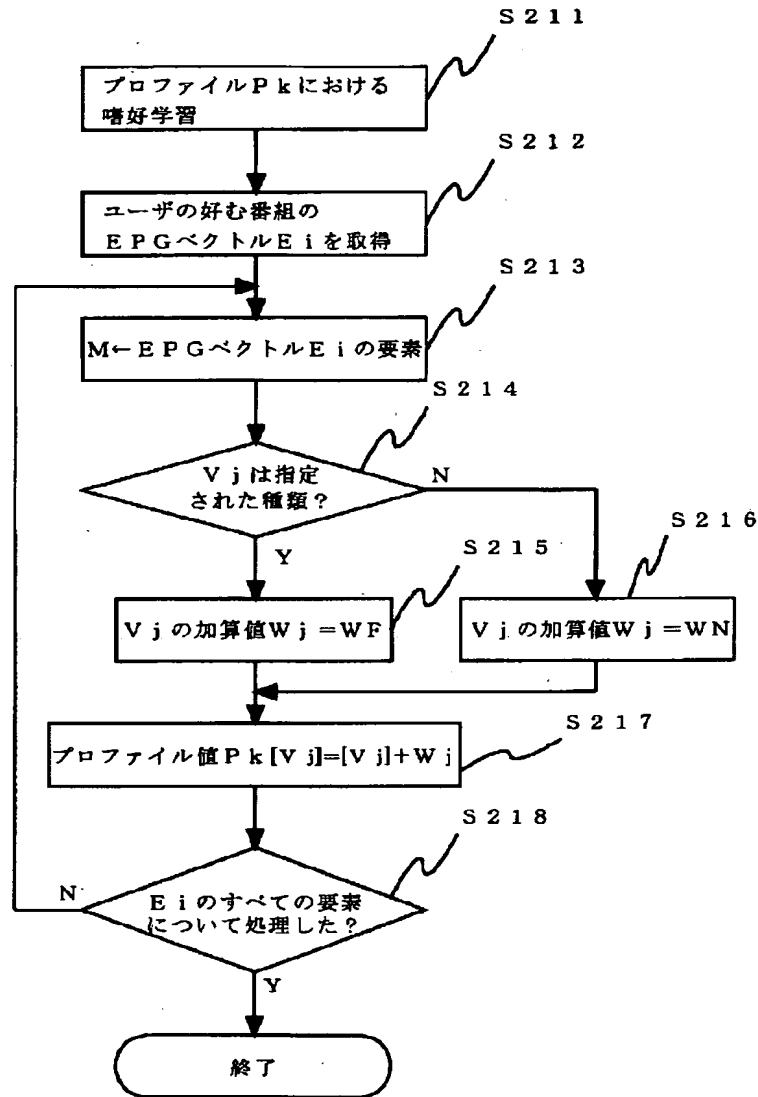 S211
プロファイルPkにおける
嗜好学習
S212
ユーザの好む番組の
EPGベクトルEiを取得
S213
M←EPGベクトルEiの要素
S214
Vjは指定
された種類?
N
Y
S215
Vjの加算値Wj=WF
S216
Vjの加算値Wj=WN
S217
プロファイル値Pk[Vj]=[Vj]+Wj
S218
N
Eiのすべての要素
について処理した?
Y
終了